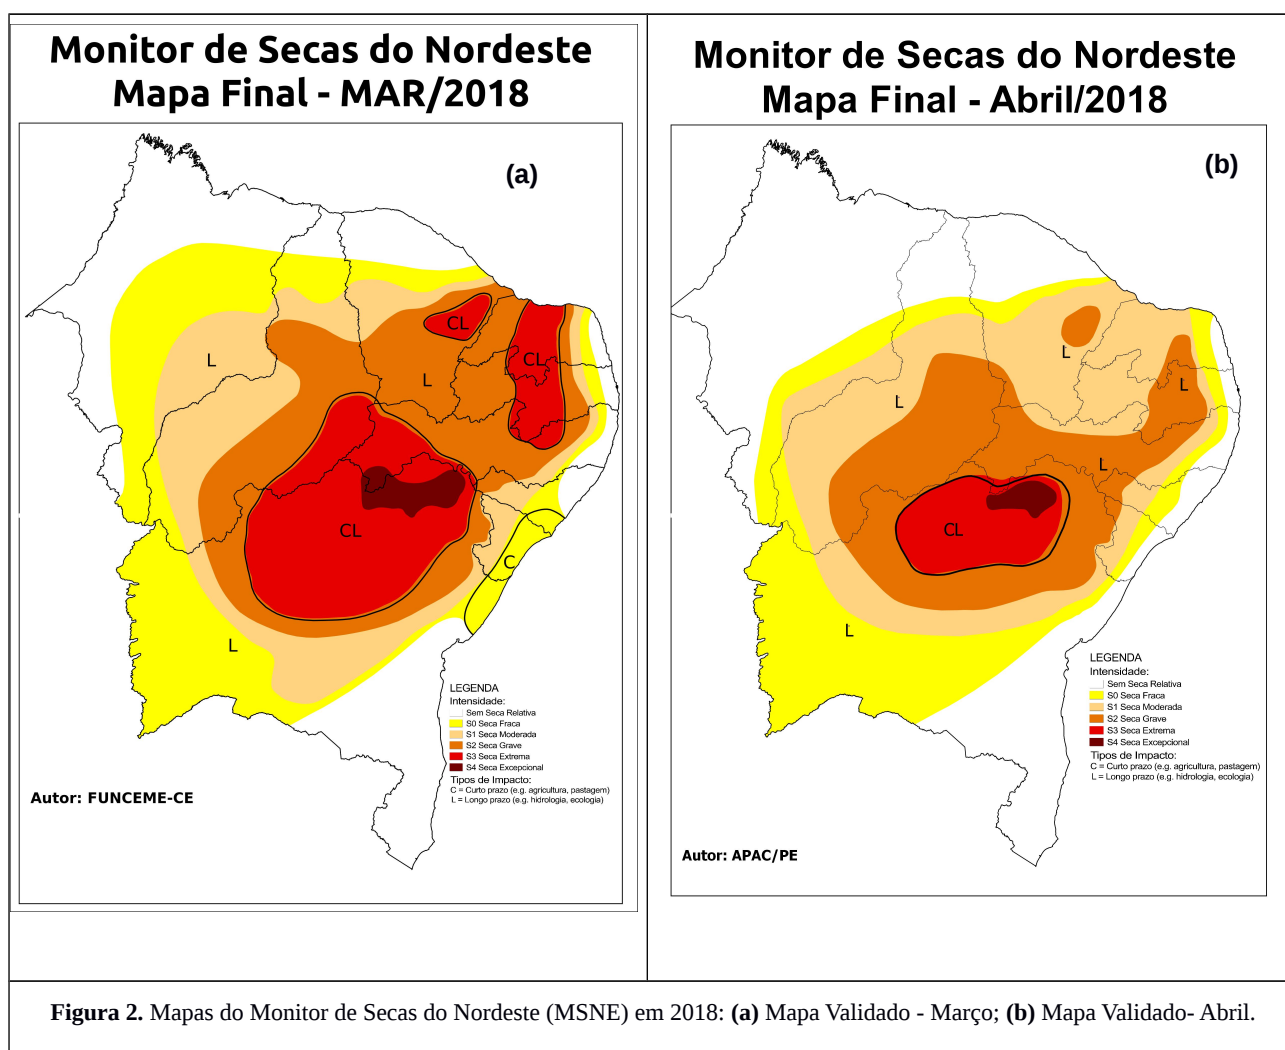 Monitor de Secas do Nordeste
Mapa Final - MAR/2018
(a)
CL
CL
L
L
CL
C
L
LEGENDA
Intensidade:
Sem Seca Relativa
S0 Seca Fraca
S1 Seca Moderada
S2 Seca Grave
S3 Seca Extrema
S4 Seca Excepcional
Tipos de Impacto:
C = Curto prazo (e.g. agricultura, pastagem)
L = Longo prazo (e.g. hidrologia, ecologia)
Autor: FUNCEME-CE
Monitor de Secas do Nordeste
Mapa Final - Abril/2018
(b)
L
L
L
L
CL
L
LEGENDA
Intensidade:
Sem Seca Relativa
S0 Seca Fraca
S1 Seca Moderada
S2 Seca Grave
S3 Seca Extrema
S4 Seca Excepcional
Tipos de Impacto:
C = Curto prazo (e.g. agricultura, pastagem)
L = Longo prazo (e.g. hidrologia, ecologia)
Autor: APAC/PE
Figura 2. Mapas do Monitor de Secas do Nordeste (MSNE) em 2018: (a) Mapa Validado - Março; (b) Mapa Validado- Abril.